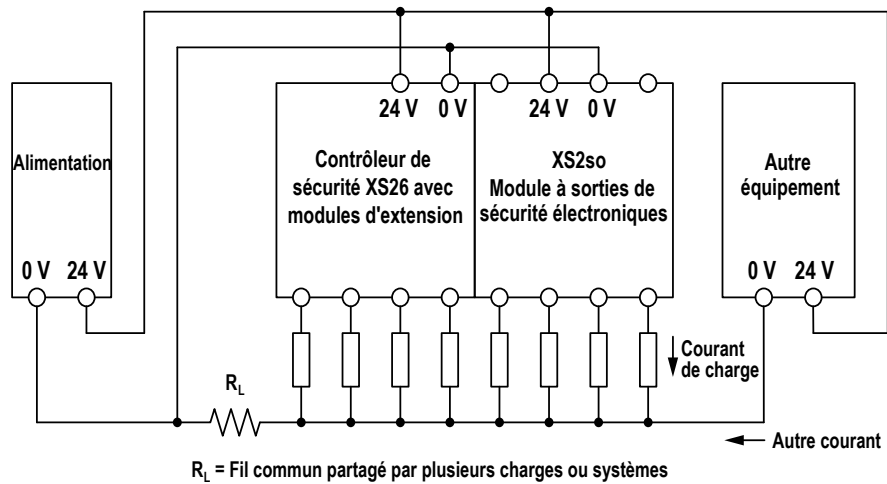 24 V 0 V 24 V 0 V
Alimentation
0 V 24 V
Contrôleur de
sécurité XS26 avec
modules d'extension
XS2so
Module à sorties de
sécurité électroniques
Autre
équipement
0 V 24 V
Courant
de charge
RL
Autre courant
RL = Fil commun partagé par plusieurs charges ou systèmes